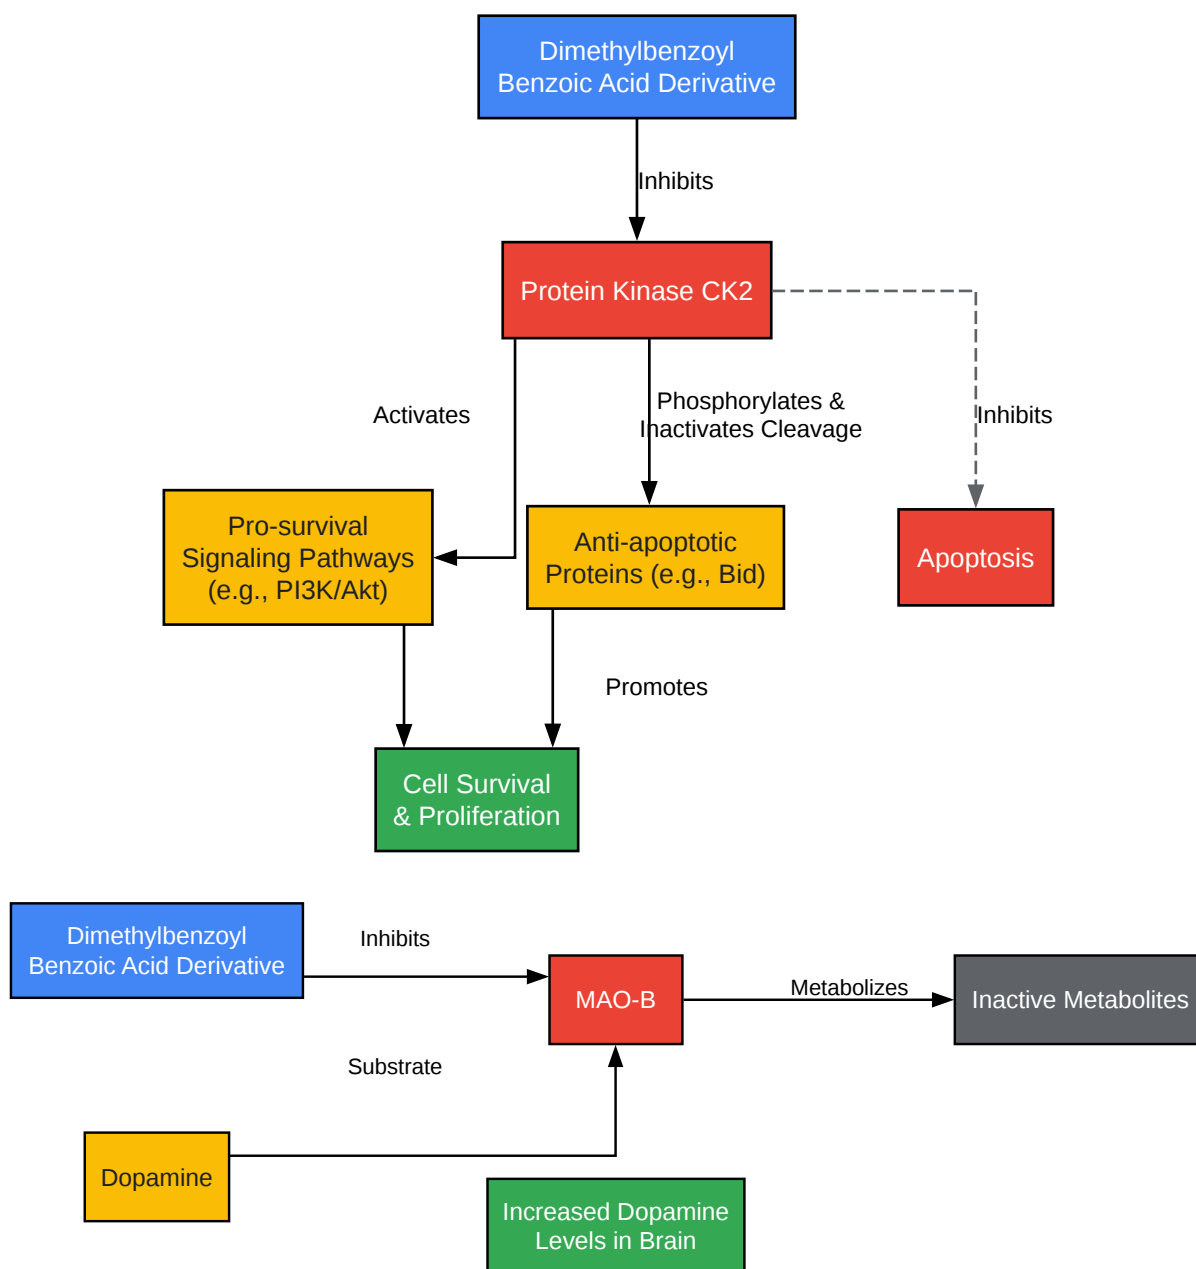 Dimethylbenzoyl
Benzoic Acid Derivative
Inhibits
Protein Kinase CK2
Activates
Phosphorylates &
Inactivates Cleavage
Inhibits
Pro-survival
Signaling Pathways
(e.g., PI3K/Akt)
Anti-apoptotic
Proteins (e.g., Bid)
Apoptosis
Promotes
Cell Survival
& Proliferation
Dimethylbenzoyl
Benzoic Acid Derivative
Inhibits
MAO-B
Metabolizes
Inactive Metabolites
Substrate
Dopamine
Increased Dopamine
Levels in Brain